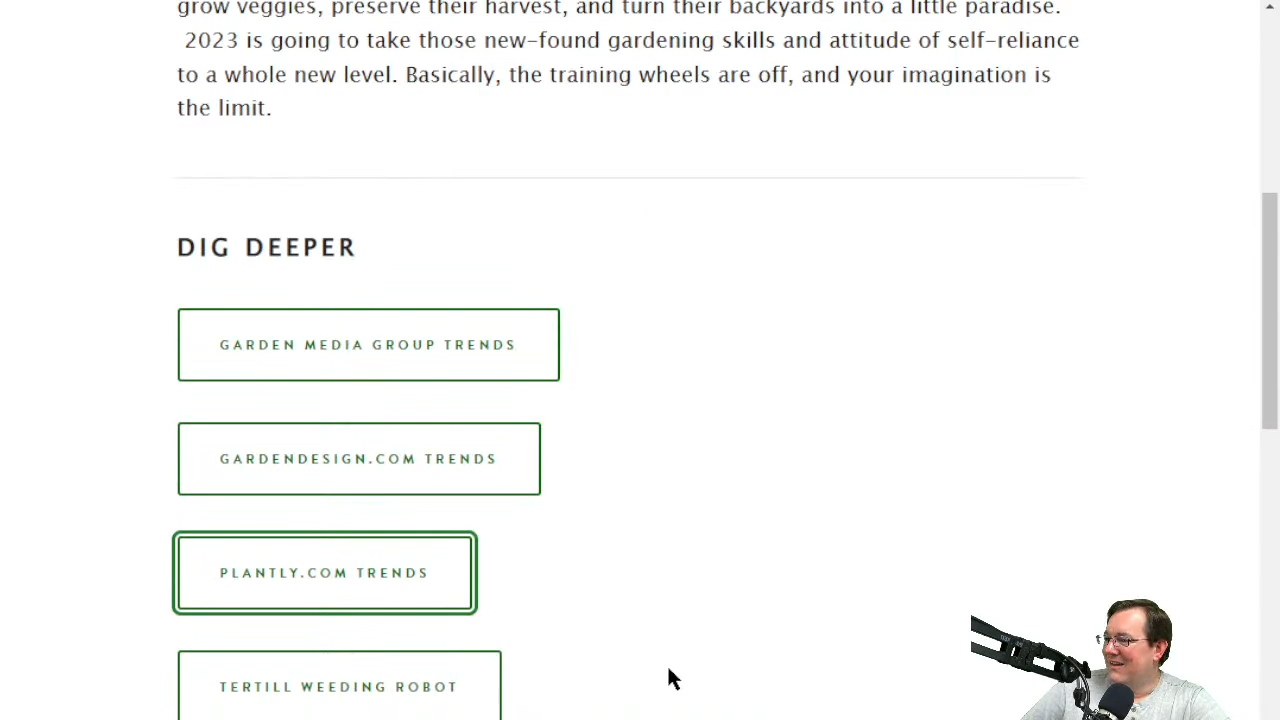 grow veggies, preserve their harvest, and turn their backyards into a little paradise.
2023 is going to take those new-found gardening skills and attitude of self-reliance
to a whole new level. Basically, the training wheels are off, and your imagination is
the limit.
DIG DEEPER
GARDEN MEDIA GROUP TRENDS
GARDENDESIGN.COM TRENDS
PLANTLY.COM TRENDS
TERTILL WEEDING ROBOT